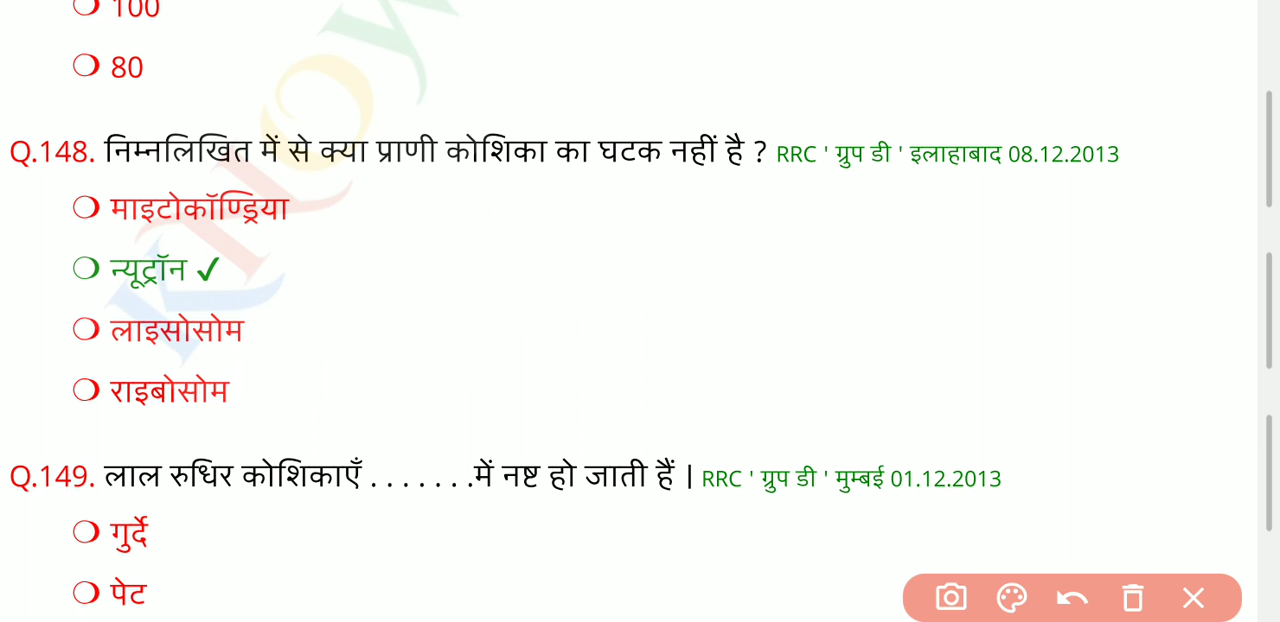 ❍ 100
❍ 80
Q.148. निम्नलिखित में से क्या प्राणी कोशिका का घटक नहीं है ? RRC ' ग्रुप डी ' इलाहाबाद 08.12.2013
❍ माइटोकॉण्ड्रिया
❍ न्यूट्रॉन ✓
❍ लाइसोसोम
❍ राइबोसोम
Q.149. लाल रुधिर कोशिकाएँ . . . . . . .में नष्ट हो जाती हैं | RRC ' ग्रुप डी ' मुम्बई 01.12.2013
❍ गुर्दे
❍ पेट